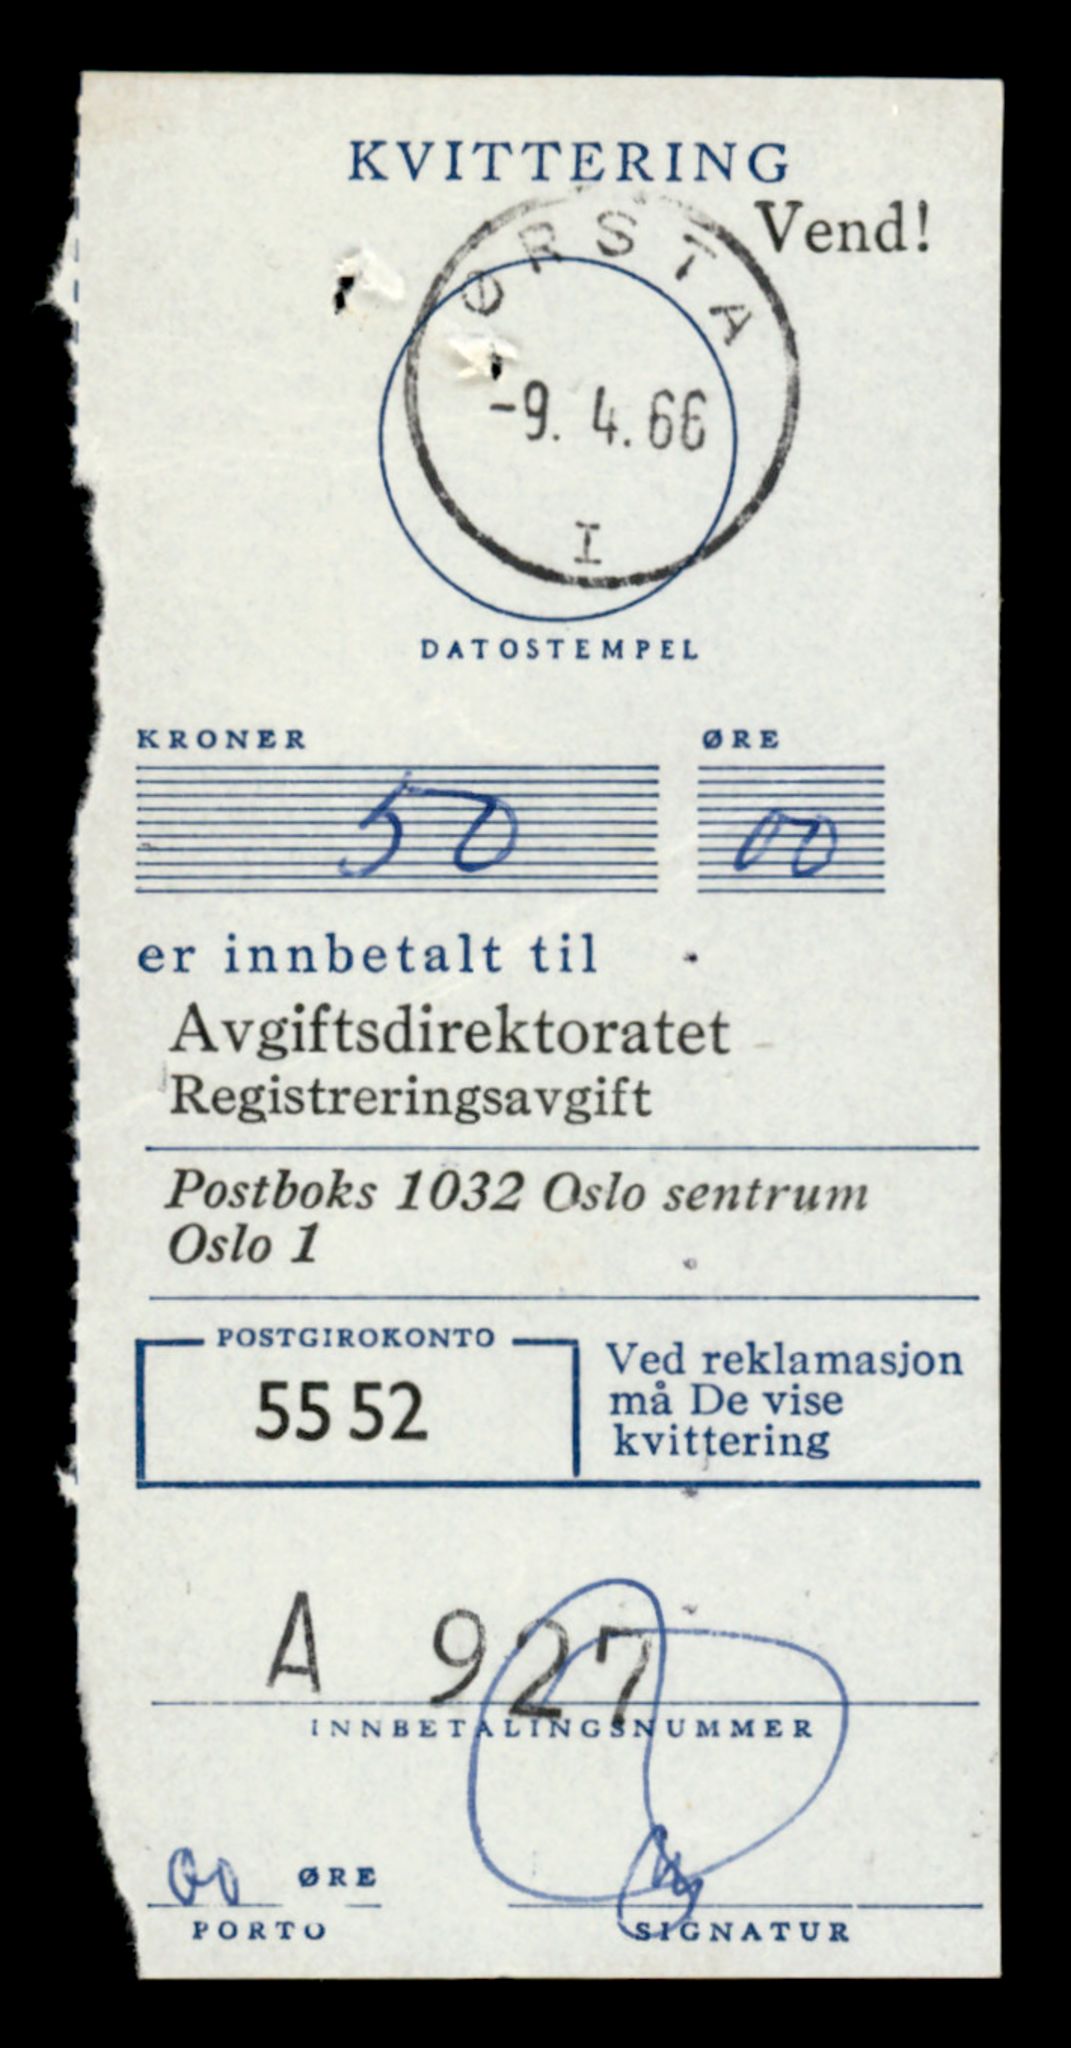 KVITTERING
Vend!
ØRSTA
-9. 4. 66
I
DATOSTEMPEL
KRONER ØRE
50 00
er innbetalt til
Avgiftsdirektoratet
Registreringsavgift
Postboks 1032 Oslo sentrum
Oslo 1
POSTGIROKONTO
55 52
Ved reklamasjon
må De vise
kvittering
A 927
INNBETALINGSNUMMER
00 ØRE
PORTO
SIGNATUR